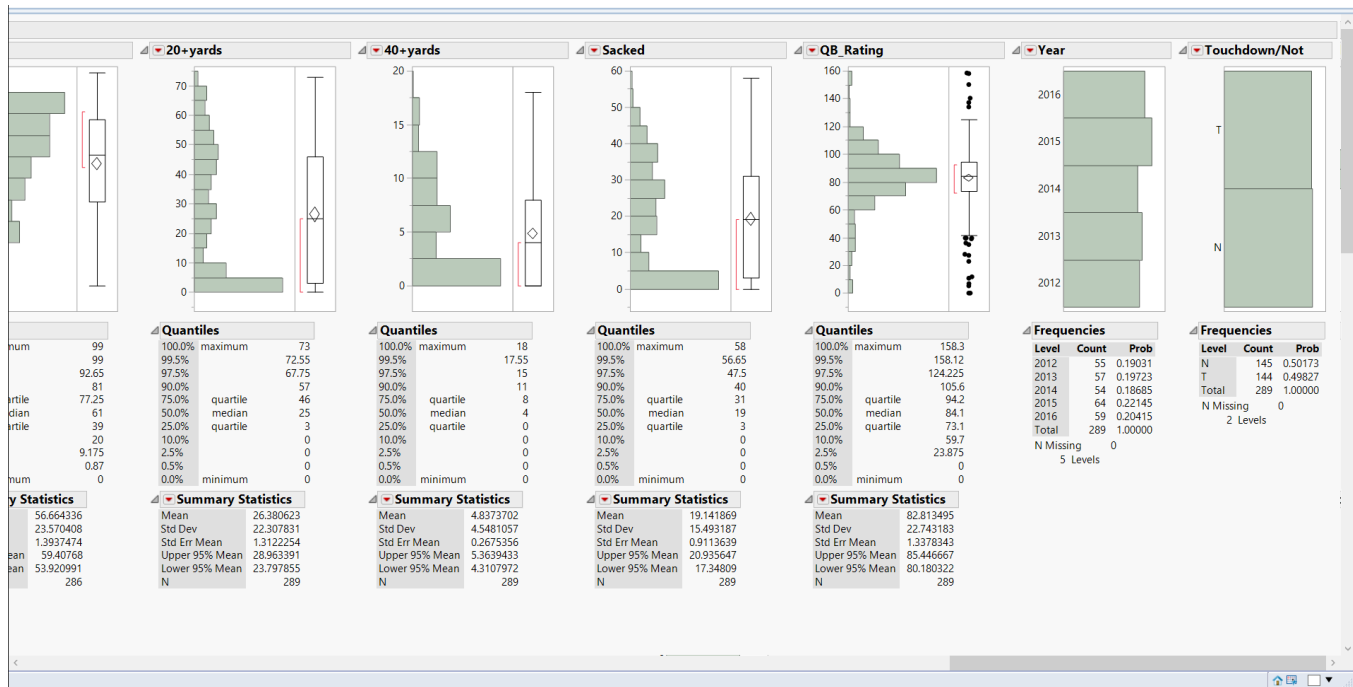 20+yards 40+yards Sacked QB_Rating Year Touchdown/Not
70 60 50 40 30 20 10 0
20 15 10 5 0
60 50 40 30 20 10 0
160 140 120 100 80 60 40 20 0
2016 2015 2014 2013 2012
T N
Quantiles Quantiles Quantiles Quantiles Frequencies Frequencies
99
99
92.65
81
77.25
61
39
20
9.175
0.87
0
100.0% maximum 73
99.5% 72.55
97.5% 67.75
90.0% 57
75.0% quartile 46
50.0% median 25
25.0% quartile 3
10.0% 0
2.5% 0
0.5% 0
0.0% minimum 0
100.0% maximum 18
99.5% 17.55
97.5% 15
90.0% 11
75.0% quartile 8
50.0% median 4
25.0% quartile 0
10.0% 0
2.5% 0
0.5% 0
0.0% minimum 0
100.0% maximum 58
99.5% 56.65
97.5% 47.5
90.0% 40
75.0% quartile 31
50.0% median 19
25.0% quartile 3
10.0% 0
2.5% 0
0.5% 0
0.0% minimum 0
100.0% maximum 158.3
99.5% 158.12
97.5% 124.225
90.0% 105.6
75.0% quartile 94.2
50.0% median 84.1
25.0% quartile 73.1
10.0% 59.7
2.5% 23.875
0.5% 0
0.0% minimum 0
Level Count Prob
2012 55 0.19031
2013 57 0.19723
2014 54 0.18685
2015 64 0.22145
2016 59 0.20415
Total 289 1.00000
N Missing 0
5 Levels
Level Count Prob
N 145 0.50173
T 144 0.49827
Total 289 1.00000
N Missing 0
2 Levels
Statistics
56.664336
23.570408
1.3937474
59.40768
53.920991
286
Summary Statistics
Mean 26.380623
Std Dev 22.307831
Std Err Mean 1.3122254
Upper 95% Mean 28.963391
Lower 95% Mean 23.797855
N 289
Summary Statistics
Mean 4.8373702
Std Dev 4.5481057
Std Err Mean 0.2675356
Upper 95% Mean 5.3639433
Lower 95% Mean 4.3107972
N 289
Summary Statistics
Mean 19.141869
Std Dev 15.493187
Std Err Mean 0.9113639
Upper 95% Mean 20.935647
Lower 95% Mean 17.34809
N 289
Summary Statistics
Mean 82.813495
Std Dev 22.743183
Std Err Mean 1.3378343
Upper 95% Mean 85.446667
Lower 95% Mean 80.180322
N 289